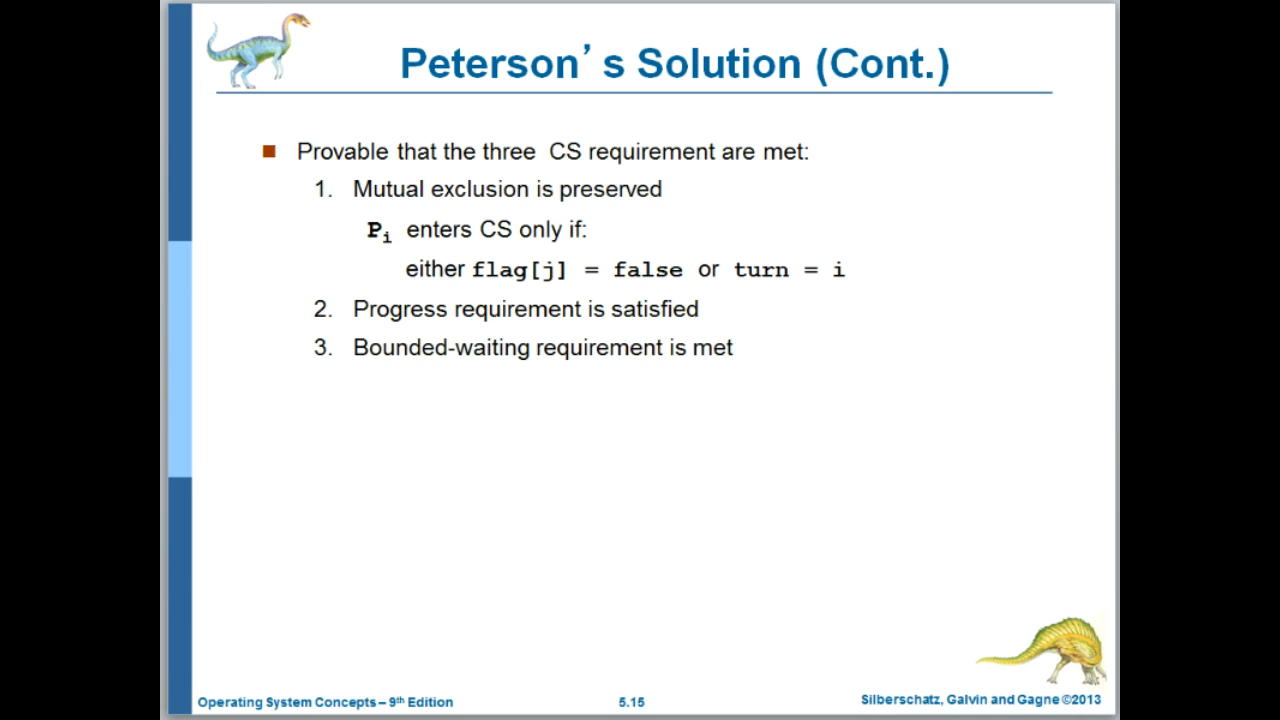 Peterson’s Solution (Cont.)
■ Provable that the three CS requirement are met:
1. Mutual exclusion is preserved
Pi enters CS only if:
either flag[j] = false or turn = i
2. Progress requirement is satisfied
3. Bounded-waiting requirement is met
Operating System Concepts – 9th Edition 5.15 Silberschatz, Galvin and Gagne ©2013